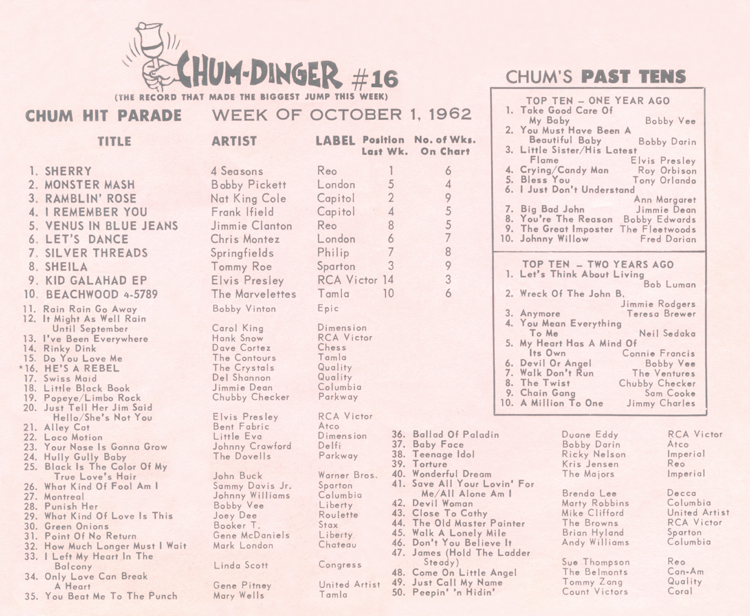 CHUM-DINGER #16
(THE RECORD THAT MADE THE BIGGEST JUMP THIS WEEK)
CHUM HIT PARADE WEEK OF OCTOBER 1, 1962
TITLE ARTIST LABEL Position No. of Wks.
Last Wk. On Chart
1. SHERRY 4 Seasons Reo 1 6
2. MONSTER MASH Bobby Pickett London 5 4
3. RAMBLIN' ROSE Nat King Cole Capitol 2 9
4. I REMEMBER YOU Frank Ifield Capitol 4 5
5. VENUS IN BLUE JEANS Jimmie Clanton Reo 8 5
6. LET'S DANCE Chris Montez London 6 7
7. SILVER THREADS Springfields Philip 7 8
8. SHEILA Tommy Roe Sparton 3 9
9. KID GALAHAD EP Elvis Presley RCA Victor 14 3
10. BEACHWOOD 4-5789 The Marvelettes Tamla 10 6
11. Rain Rain Go Away Bobby Vinton Epic
12. It Might As Well Rain
Until September Carol King Dimension
13. I've Been Everywhere Hank Snow RCA Victor
14. Rinky Dink Dave Cortez Chess
15. Do You Love Me The Contours Tamla
*16. HE'S A REBEL The Crystals Quality
17. Swiss Maid Del Shannon Quality
18. Little Black Book Jimmie Dean Columbia
19. Popeye/Limbo Rock Chubby Checker Parkway
20. Just Tell Her Jim Said
Hello/She's Not You Elvis Presley RCA Victor
21. Alley Cat Bent Fabric Atco
22. Loco Motion Little Eva Dimension
23. Your Nose Is Gonna Grow Johnny Crawford Delfi
24. Hully Gully Baby The Dovells Parkway
25. Black Is The Color Of My
True Love's Hair John Buck Warner Bros.
26. What Kind Of Fool Am I Sammy Davis Jr. Sparton
27. Montreal Johnny Williams Columbia
28. Punish Her Bobby Vee Liberty
29. What Kind Of Love Is This Joey Dee Roulette
30. Green Onions Booker T. Stax
31. Point Of No Return Gene McDaniels Liberty
32. How Much Longer Must I Wait Mark London Chateau
33. I Left My Heart In The
Balcony Linda Scott Congress
34. Only Love Can Break
A Heart Gene Pitney United Artist
35. You Beat Me To The Punch Mary Wells Tamla
36. Ballad Of Paladin Duane Eddy RCA Victor
37. Baby Face Bobby Darin Atco
38. Teenage Idol Ricky Nelson Imperial
39. Torture Kris Jensen Reo
40. Wonderful Dream The Majors Imperial
41. Save All Your Lovin' For
Me/All Alone Am I Brenda Lee Decca
42. Devil Woman Marty Robbins Columbia
43. Close To Cathy Mike Clifford United Artist
44. The Old Master Painter The Browns RCA Victor
45. Walk A Lonely Mile Brian Hyland Sparton
46. Don't You Believe It Andy Williams Columbia
47. James (Hold The Ladder
Steady) Sue Thompson Reo
48. Come On Little Angel The Belmonts Can-Am
49. Just Call My Name Tommy Zang Quality
50. Peepin' 'n Hidin' Count Victors Coral
CHUM'S PAST TENS
TOP TEN – ONE YEAR AGO
1. Take Good Care Of
My Baby Bobby Vee
2. You Must Have Been A
Beautiful Baby Bobby Darin
3. Little Sister/His Latest
Flame Elvis Presley
4. Crying/Candy Man Roy Orbison
5. Bless You Tony Orlando
6. I Just Don't Understand
Ann Margaret
7. Big Bad John Jimmie Dean
8. You're The Reason Bobby Edwards
9. The Great Imposter The Fleetwoods
10. Johnny Willow Fred Darian
TOP TEN – TWO YEARS AGO
1. Let's Think About Living
Bob Luman
2. Wreck Of The John B.
Jimmie Rodgers
3. Anymore Teresa Brewer
4. You Mean Everything
To Me Neil Sedaka
5. My Heart Has A Mind Of
Its Own Connie Francis
6. Devil Or Angel Bobby Vee
7. Walk Don't Run The Ventures
8. The Twist Chubby Checker
9. Chain Gang Sam Cooke
10. A Million To One Jimmy Charles